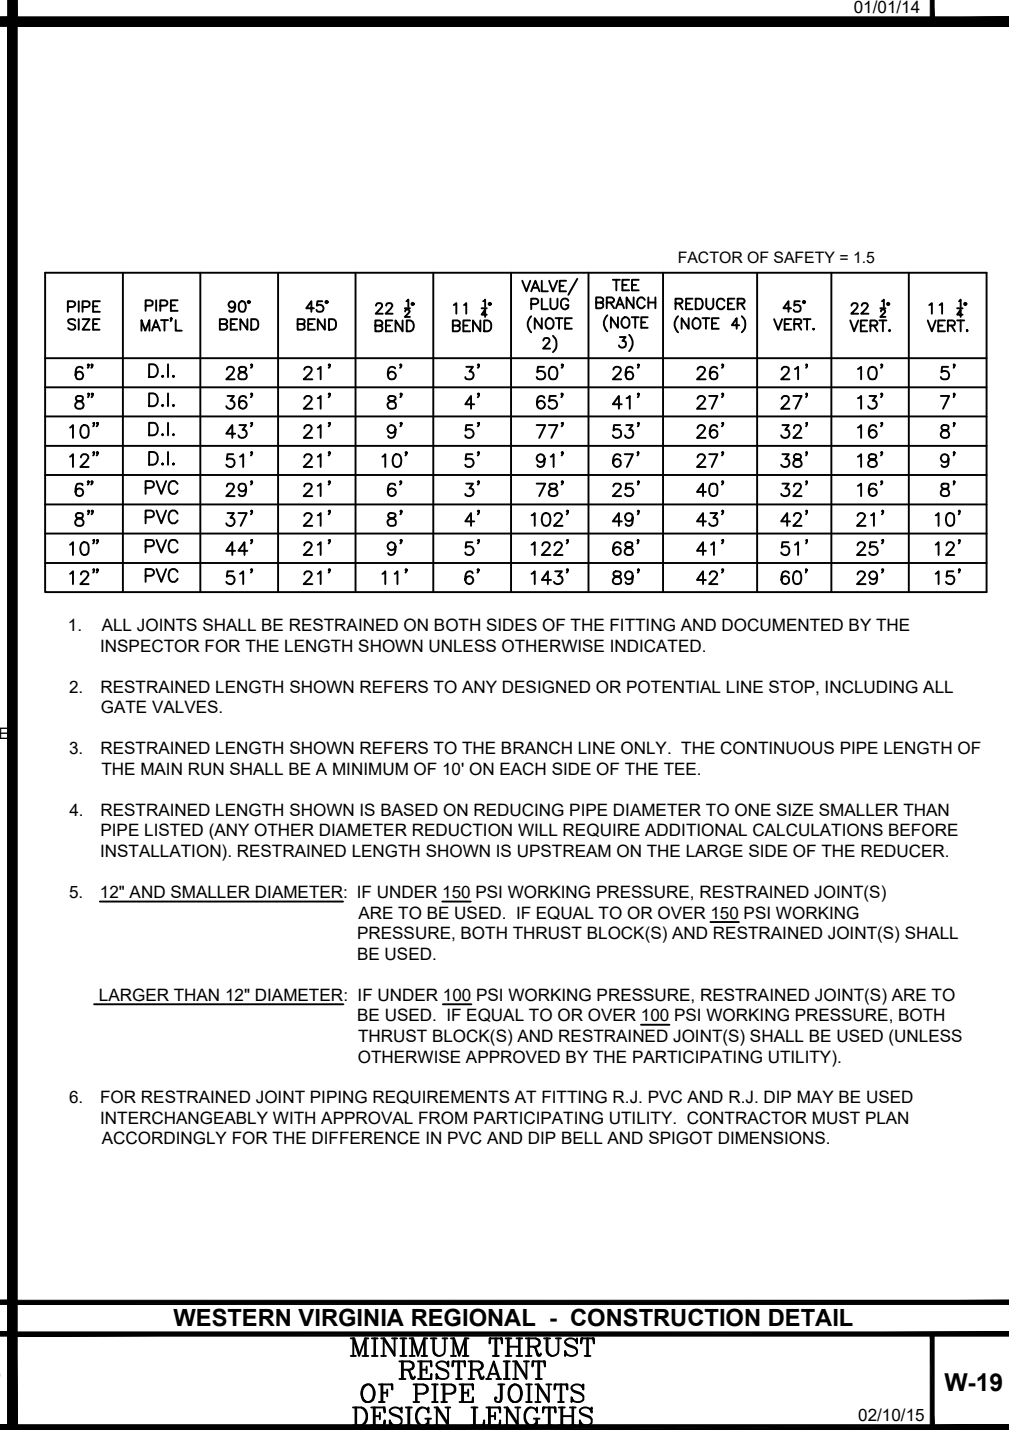 01/01/14
FACTOR OF SAFETY = 1.5
PIPE SIZE | PIPE MAT'L | 90° BEND | 45° BEND | 22 ½° BEND | 11 ¼° BEND | VALVE/ PLUG (NOTE 2) | TEE BRANCH (NOTE 3) | REDUCER (NOTE 4) | 45° VERT. | 22 ½° VERT. | 11 ¼° VERT.
6" D.I. 28' 21' 6' 3' 50' 26' 26' 21' 10' 5'
8" D.I. 36' 21' 8' 4' 65' 41' 27' 27' 13' 7'
10" D.I. 43' 21' 9' 5' 77' 53' 26' 32' 16' 8'
12" D.I. 51' 21' 10' 5' 91' 67' 27' 38' 18' 9'
6" PVC 29' 21' 6' 3' 78' 25' 40' 32' 16' 8'
8" PVC 37' 21' 8' 4' 102' 49' 43' 42' 21' 10'
10" PVC 44' 21' 9' 5' 122' 68' 41' 51' 25' 12'
12" PVC 51' 21' 11' 6' 143' 89' 42' 60' 29' 15'
1. ALL JOINTS SHALL BE RESTRAINED ON BOTH SIDES OF THE FITTING AND DOCUMENTED BY THE
INSPECTOR FOR THE LENGTH SHOWN UNLESS OTHERWISE INDICATED.
2. RESTRAINED LENGTH SHOWN REFERS TO ANY DESIGNED OR POTENTIAL LINE STOP, INCLUDING ALL
GATE VALVES.
E
3. RESTRAINED LENGTH SHOWN REFERS TO THE BRANCH LINE ONLY. THE CONTINUOUS PIPE LENGTH OF
THE MAIN RUN SHALL BE A MINIMUM OF 10' ON EACH SIDE OF THE TEE.
4. RESTRAINED LENGTH SHOWN IS BASED ON REDUCING PIPE DIAMETER TO ONE SIZE SMALLER THAN
PIPE LISTED (ANY OTHER DIAMETER REDUCTION WILL REQUIRE ADDITIONAL CALCULATIONS BEFORE
INSTALLATION). RESTRAINED LENGTH SHOWN IS UPSTREAM ON THE LARGE SIDE OF THE REDUCER.
5. 12" AND SMALLER DIAMETER: IF UNDER 150 PSI WORKING PRESSURE, RESTRAINED JOINT(S)
ARE TO BE USED. IF EQUAL TO OR OVER 150 PSI WORKING
PRESSURE, BOTH THRUST BLOCK(S) AND RESTRAINED JOINT(S) SHALL
BE USED.
LARGER THAN 12" DIAMETER: IF UNDER 100 PSI WORKING PRESSURE, RESTRAINED JOINT(S) ARE TO
BE USED. IF EQUAL TO OR OVER 100 PSI WORKING PRESSURE, BOTH
THRUST BLOCK(S) AND RESTRAINED JOINT(S) SHALL BE USED (UNLESS
OTHERWISE APPROVED BY THE PARTICIPATING UTILITY).
6. FOR RESTRAINED JOINT PIPING REQUIREMENTS AT FITTING R.J. PVC AND R.J. DIP MAY BE USED
INTERCHANGEABLY WITH APPROVAL FROM PARTICIPATING UTILITY. CONTRACTOR MUST PLAN
ACCORDINGLY FOR THE DIFFERENCE IN PVC AND DIP BELL AND SPIGOT DIMENSIONS.
WESTERN VIRGINIA REGIONAL - CONSTRUCTION DETAIL
MINIMUM THRUST
RESTRAINT
OF PIPE JOINTS
DESIGN LENGTHS
W-19
02/10/15